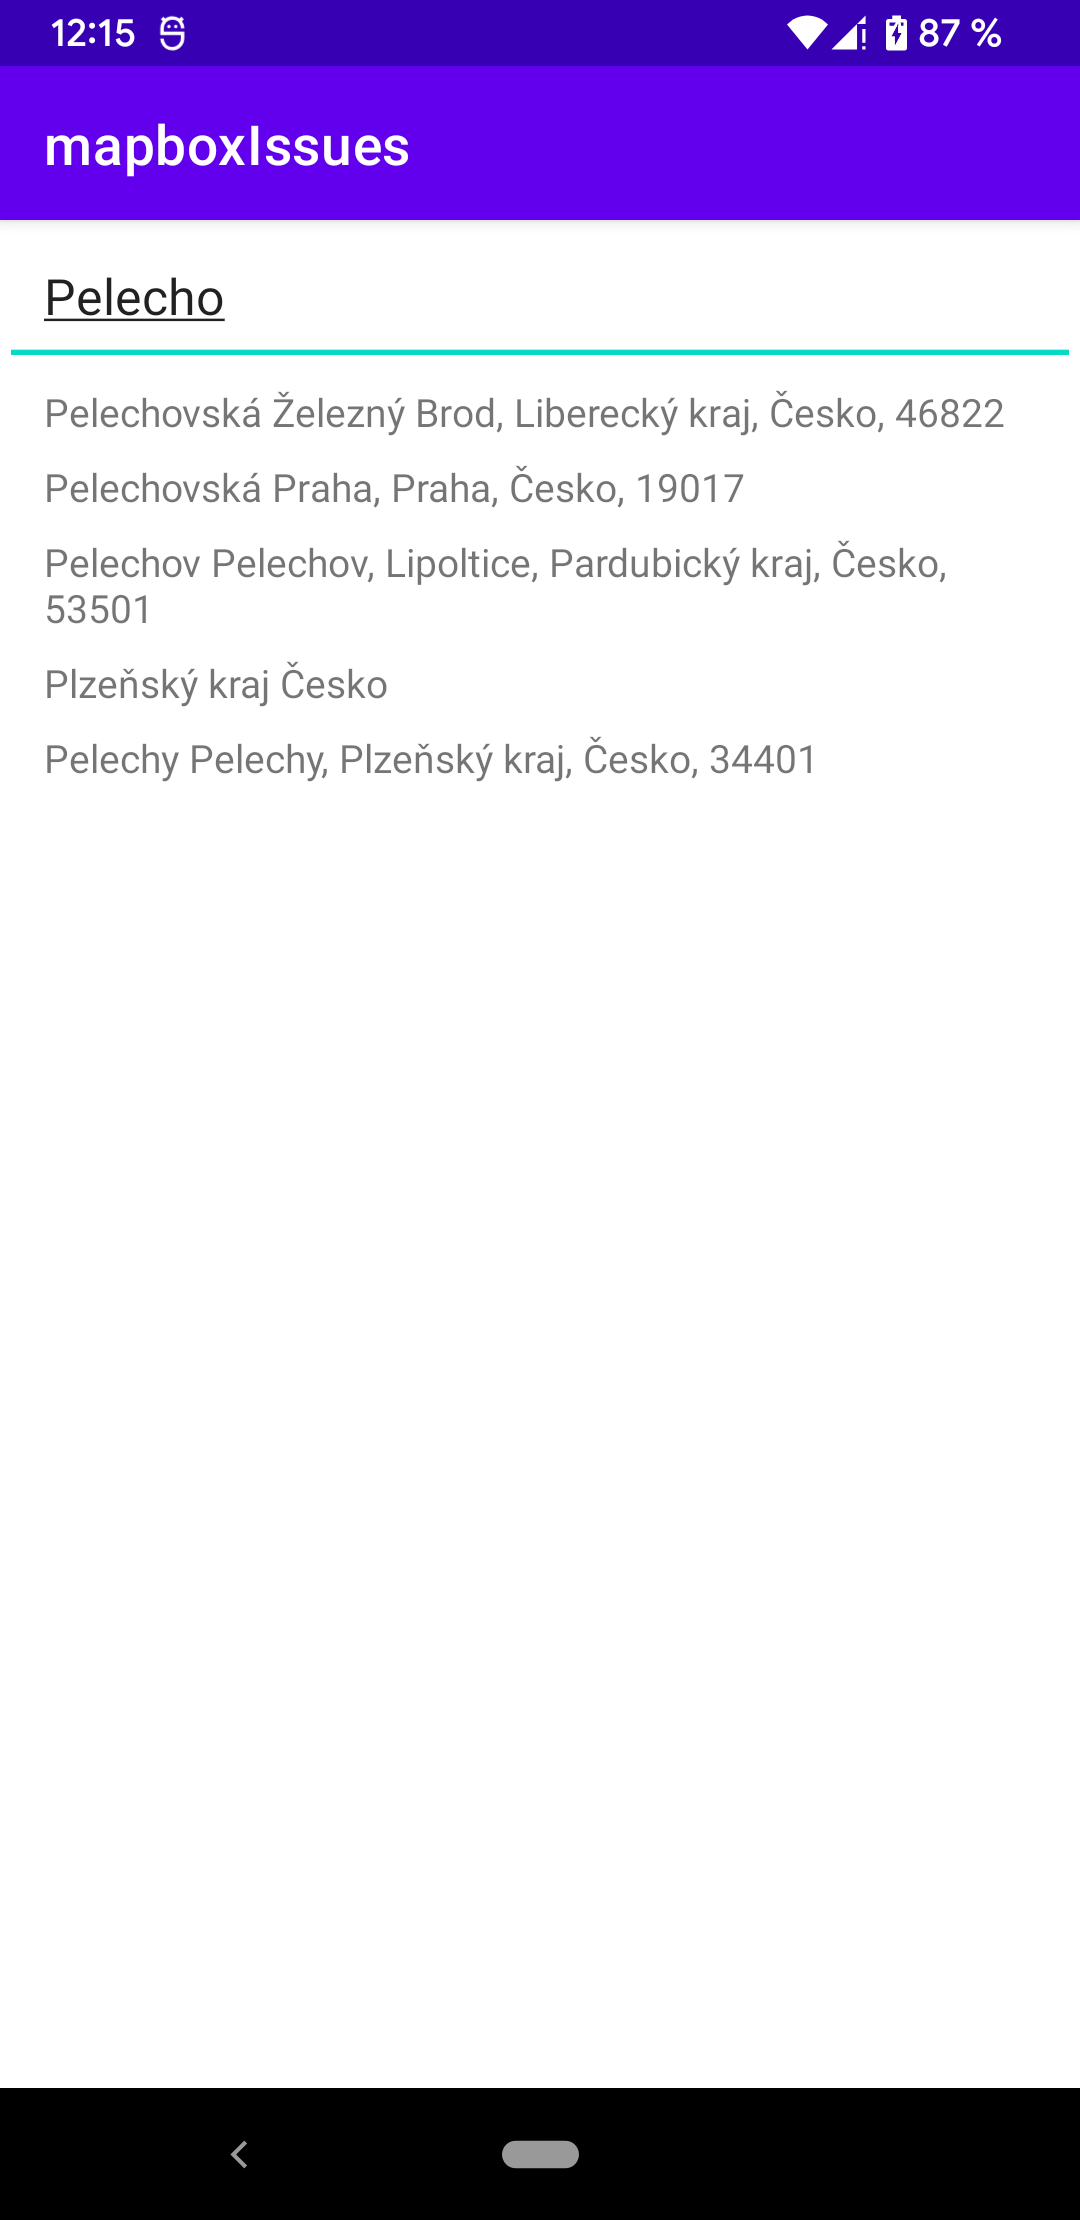 12:15 87 %
mapboxIssues
Pelecho
Pelechovská Železný Brod, Liberecký kraj, Česko, 46822
Pelechovská Praha, Praha, Česko, 19017
Pelechov Pelechov, Lipoltice, Pardubický kraj, Česko,
53501
Plzeňský kraj Česko
Pelechy Pelechy, Plzeňský kraj, Česko, 34401